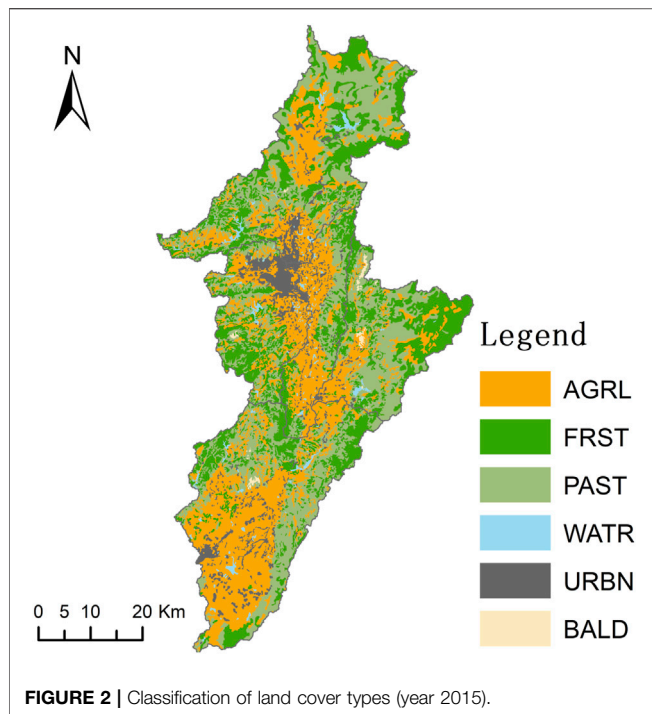 N
Legend
AGRL
FRST
PAST
WATR
URBN
BALD
0 5 10 20 Km
FIGURE 2 | Classification of land cover types (year 2015).